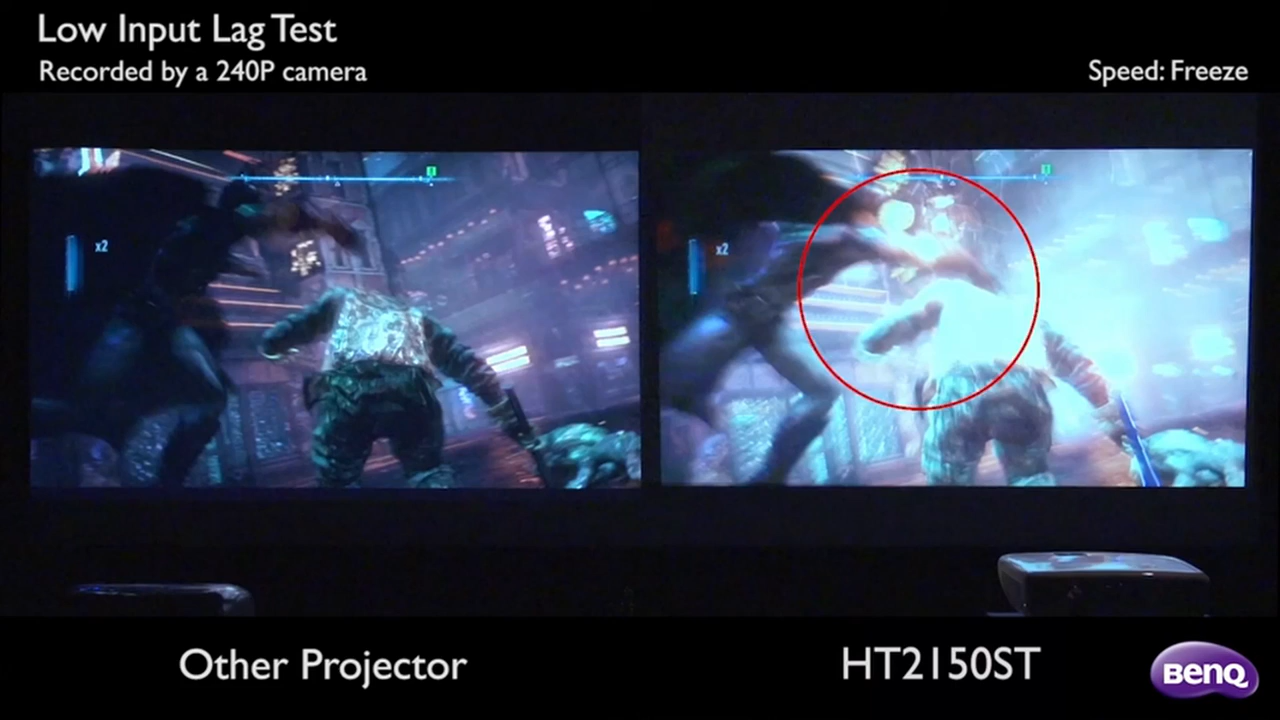 Low Input Lag Test
Recorded by a 240P camera
Speed: Freeze
x2
x2
Other Projector
HT2150ST
BenQ